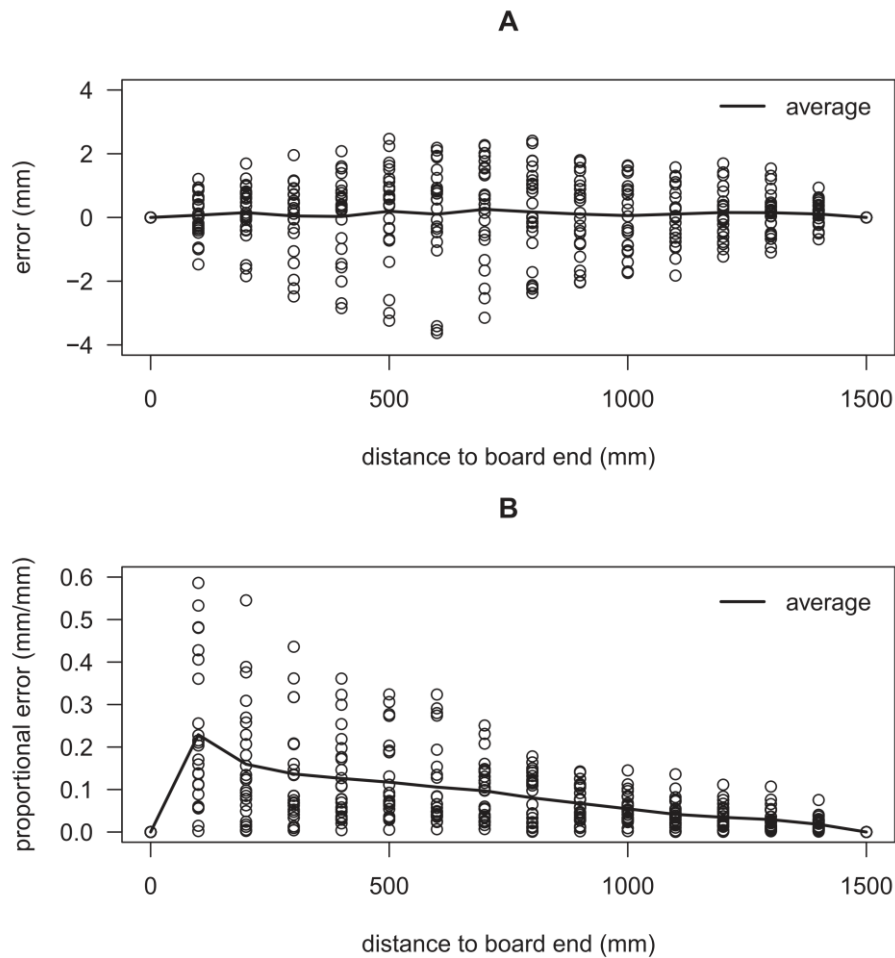 A
4
2
0
−2
−4
error (mm)
average
0 500 1000 1500
distance to board end (mm)
B
0.6
0.5
0.4
0.3
0.2
0.1
0.0
proportional error (mm/mm)
average
0 500 1000 1500
distance to board end (mm)